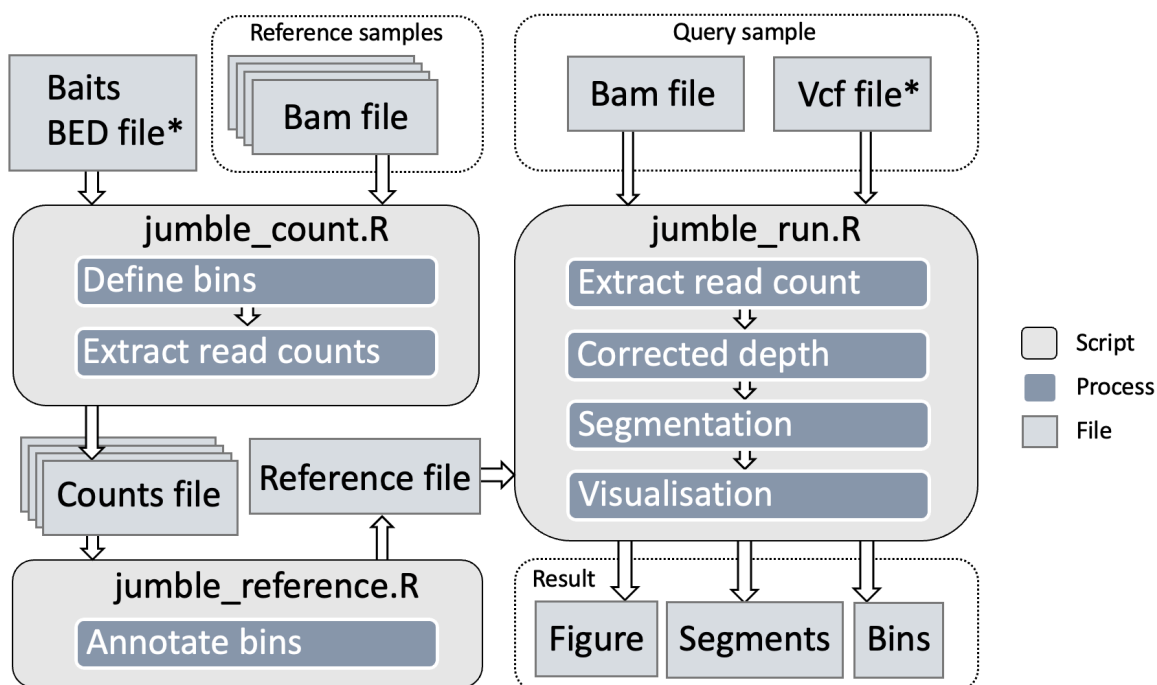 Reference samples
Query sample
Baits
BED file*
Bam file
Bam file
Vcf file*
jumble_count.R
Define bins
Extract read counts
jumble_run.R
Extract read count
Corrected depth
Segmentation
Visualisation
Script
Process
File
Counts file
Reference file
jumble_reference.R
Annotate bins
Result
Figure
Segments
Bins